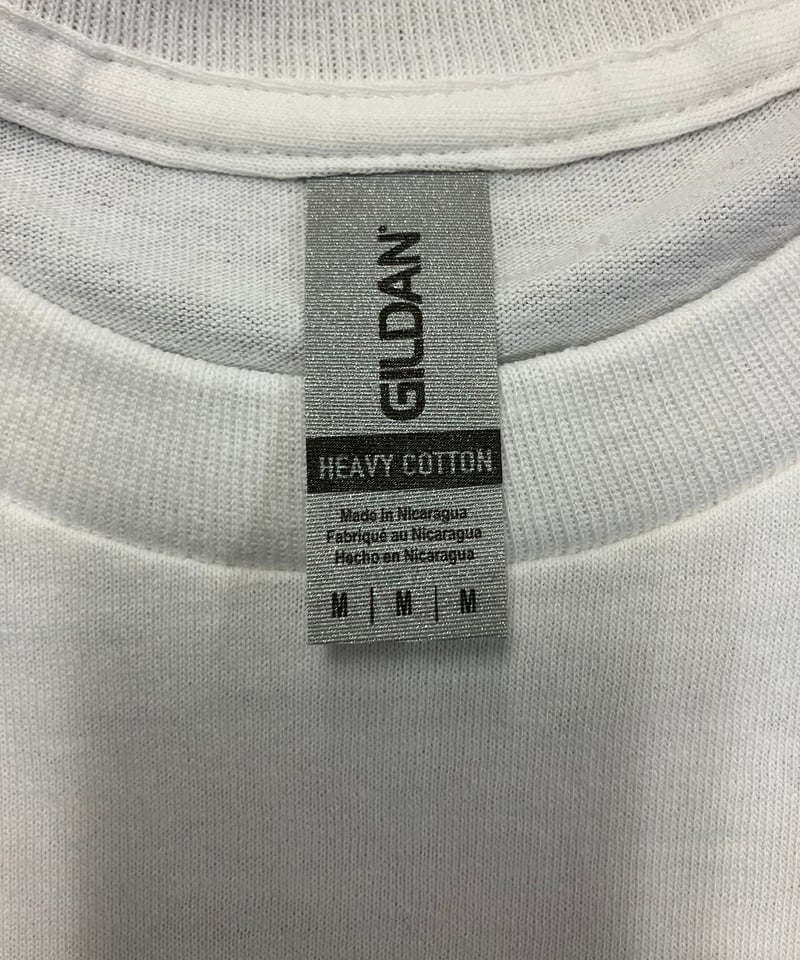 GILDAN®
HEAVY COTTON
Made in Nicaragua
Fabriqué au Nicaragua
Hecho en Nicaragua
M | M | M